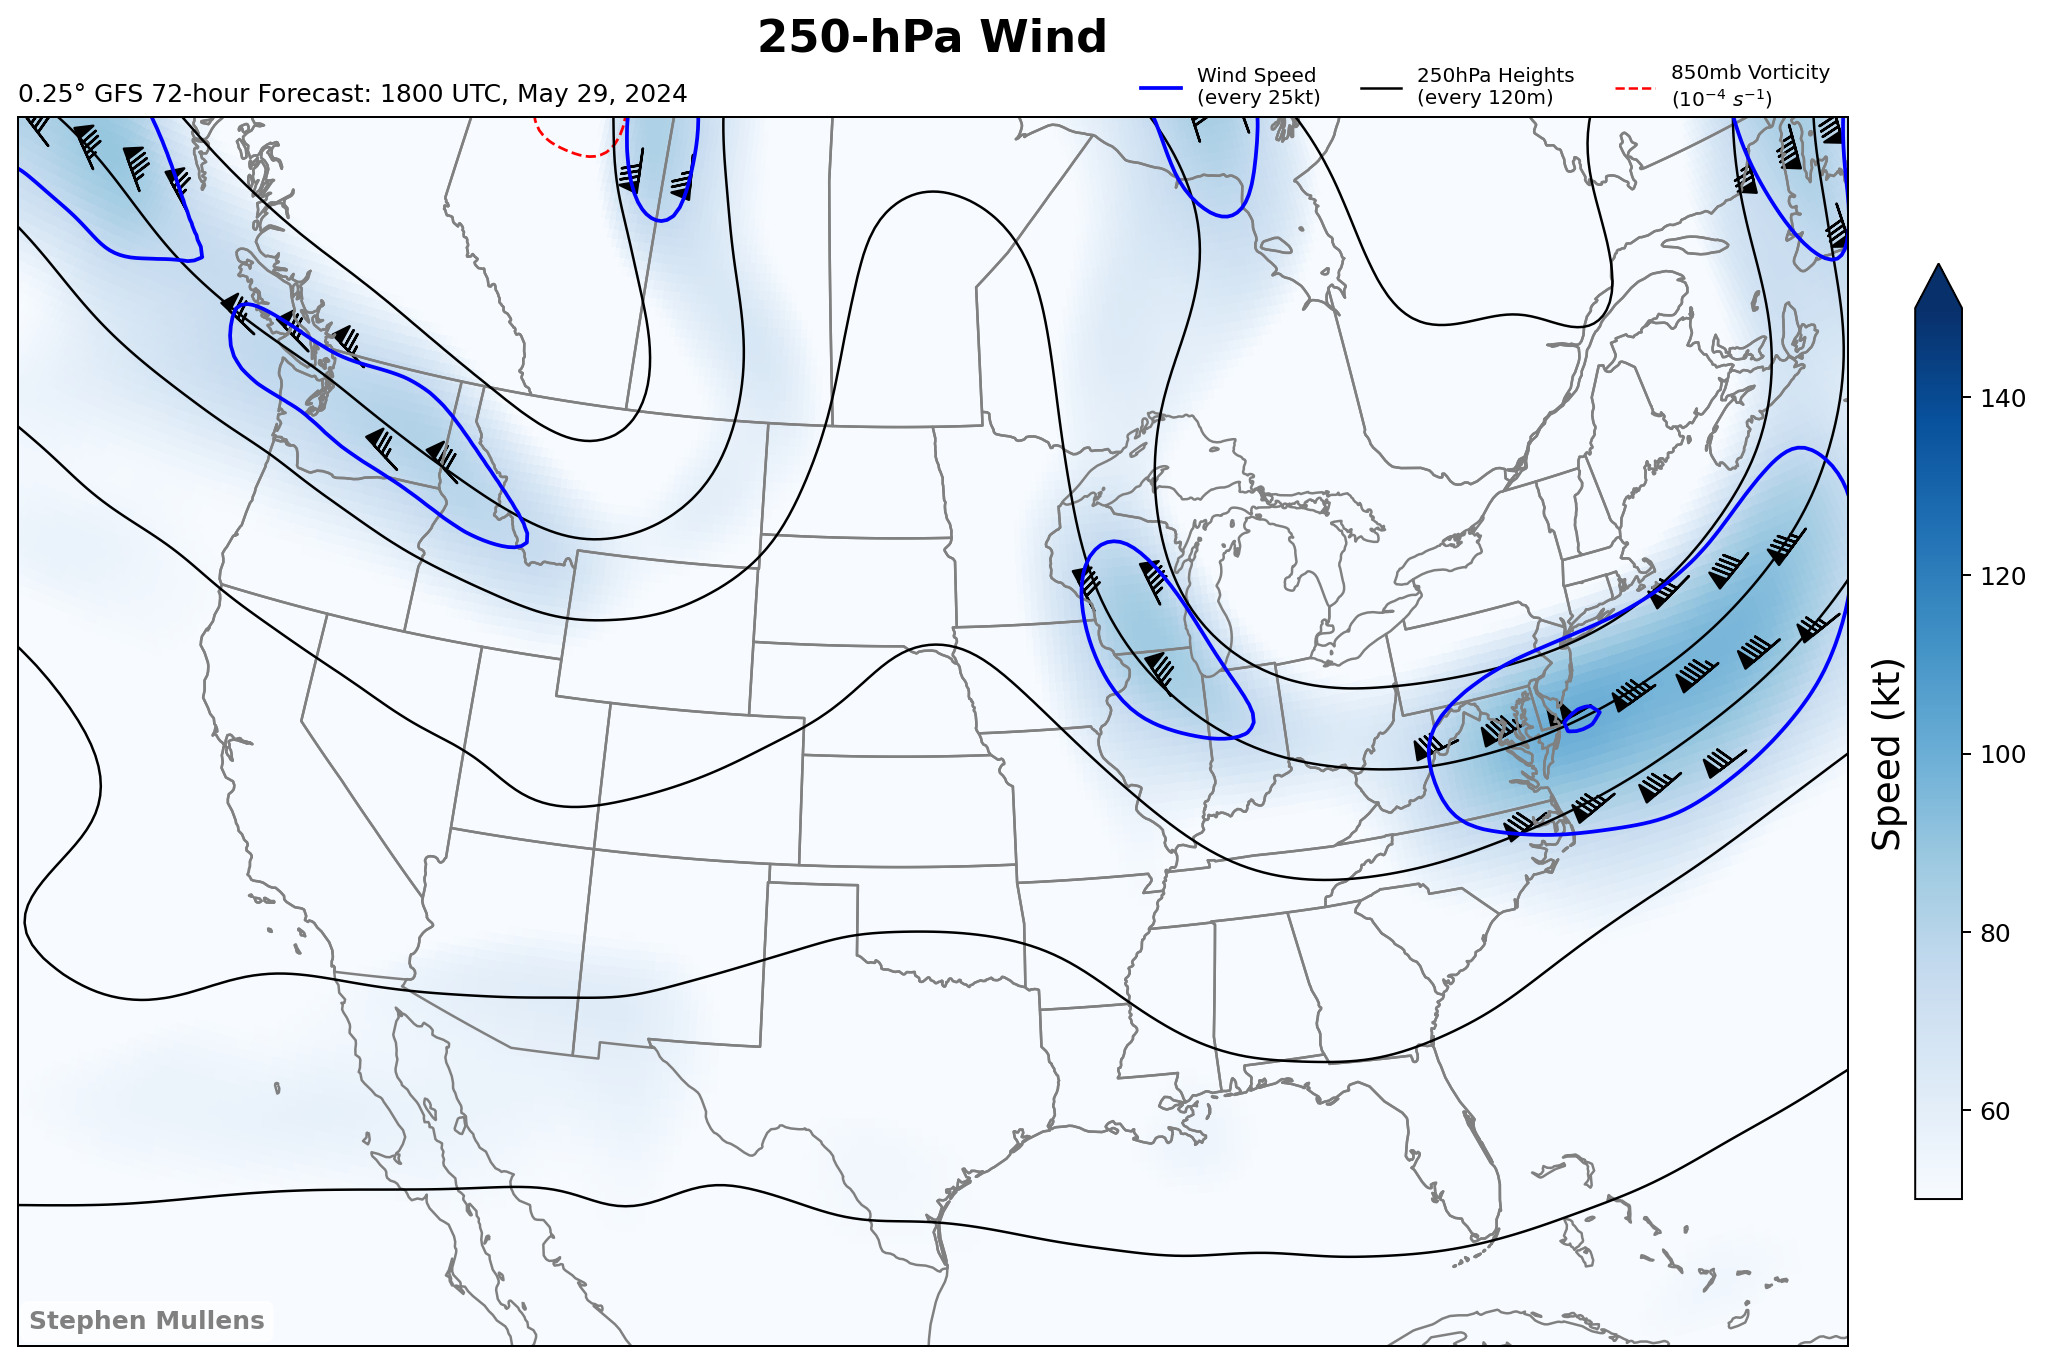 250-hPa Wind
0.25° GFS 72-hour Forecast: 1800 UTC, May 29, 2024
Wind Speed
(every 25kt)
250hPa Heights
(every 120m)
850mb Vorticity
(10⁻⁴ s⁻¹)
140
120
100
80
60
Speed (kt)
Stephen Mullens